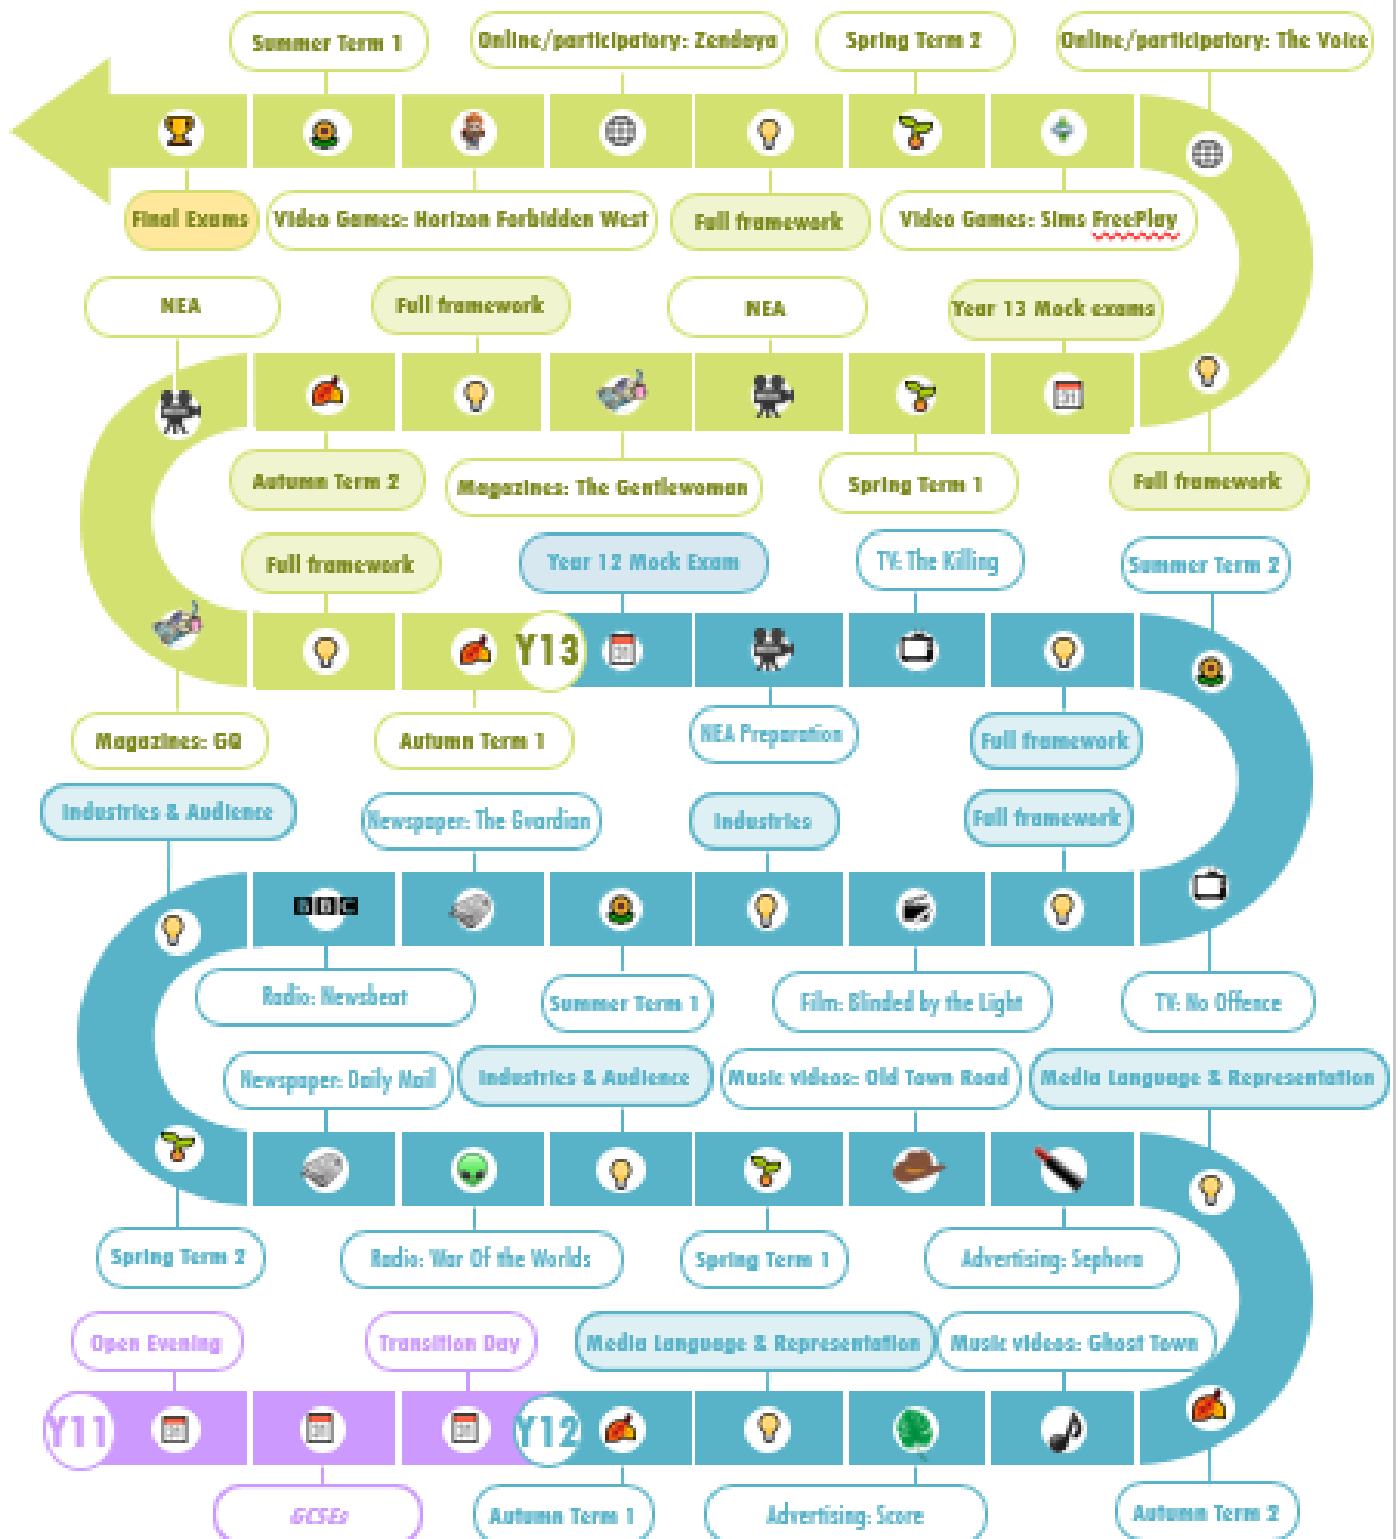 Summer Term 1
Online/participatory: Zendaya
Spring Term 2
Online/participatory: The Voice
Final Exams
Video Games: Horizon Forbidden West
Full framework
Video Games: Sims FreePlay
NEA
Full framework
NEA
Year 13 Mock exams
Autumn Term 2
Magazines: The Gentlewoman
Spring Term 1
Full framework
Full framework
Year 12 Mock Exam
TV: The Killing
Summer Term 2
Y13
Magazines: GQ
Autumn Term 1
NEA Preparation
Full framework
Industries & Audience
Newspaper: The Guardian
Industries
Full framework
BBC
Radio: Newsbeat
Summer Term 1
Film: Blinded by the Light
TV: No Offence
Newspaper: Daily Mail
Industries & Audience
Music videos: Old Town Road
Media Language & Representation
Spring Term 2
Radio: War Of the Worlds
Spring Term 1
Advertising: Sephora
Open Evening
Transition Day
Media Language & Representation
Music videos: Ghost Town
Y11
Y12
GCSEs
Autumn Term 1
Advertising: Score
Autumn Term 2